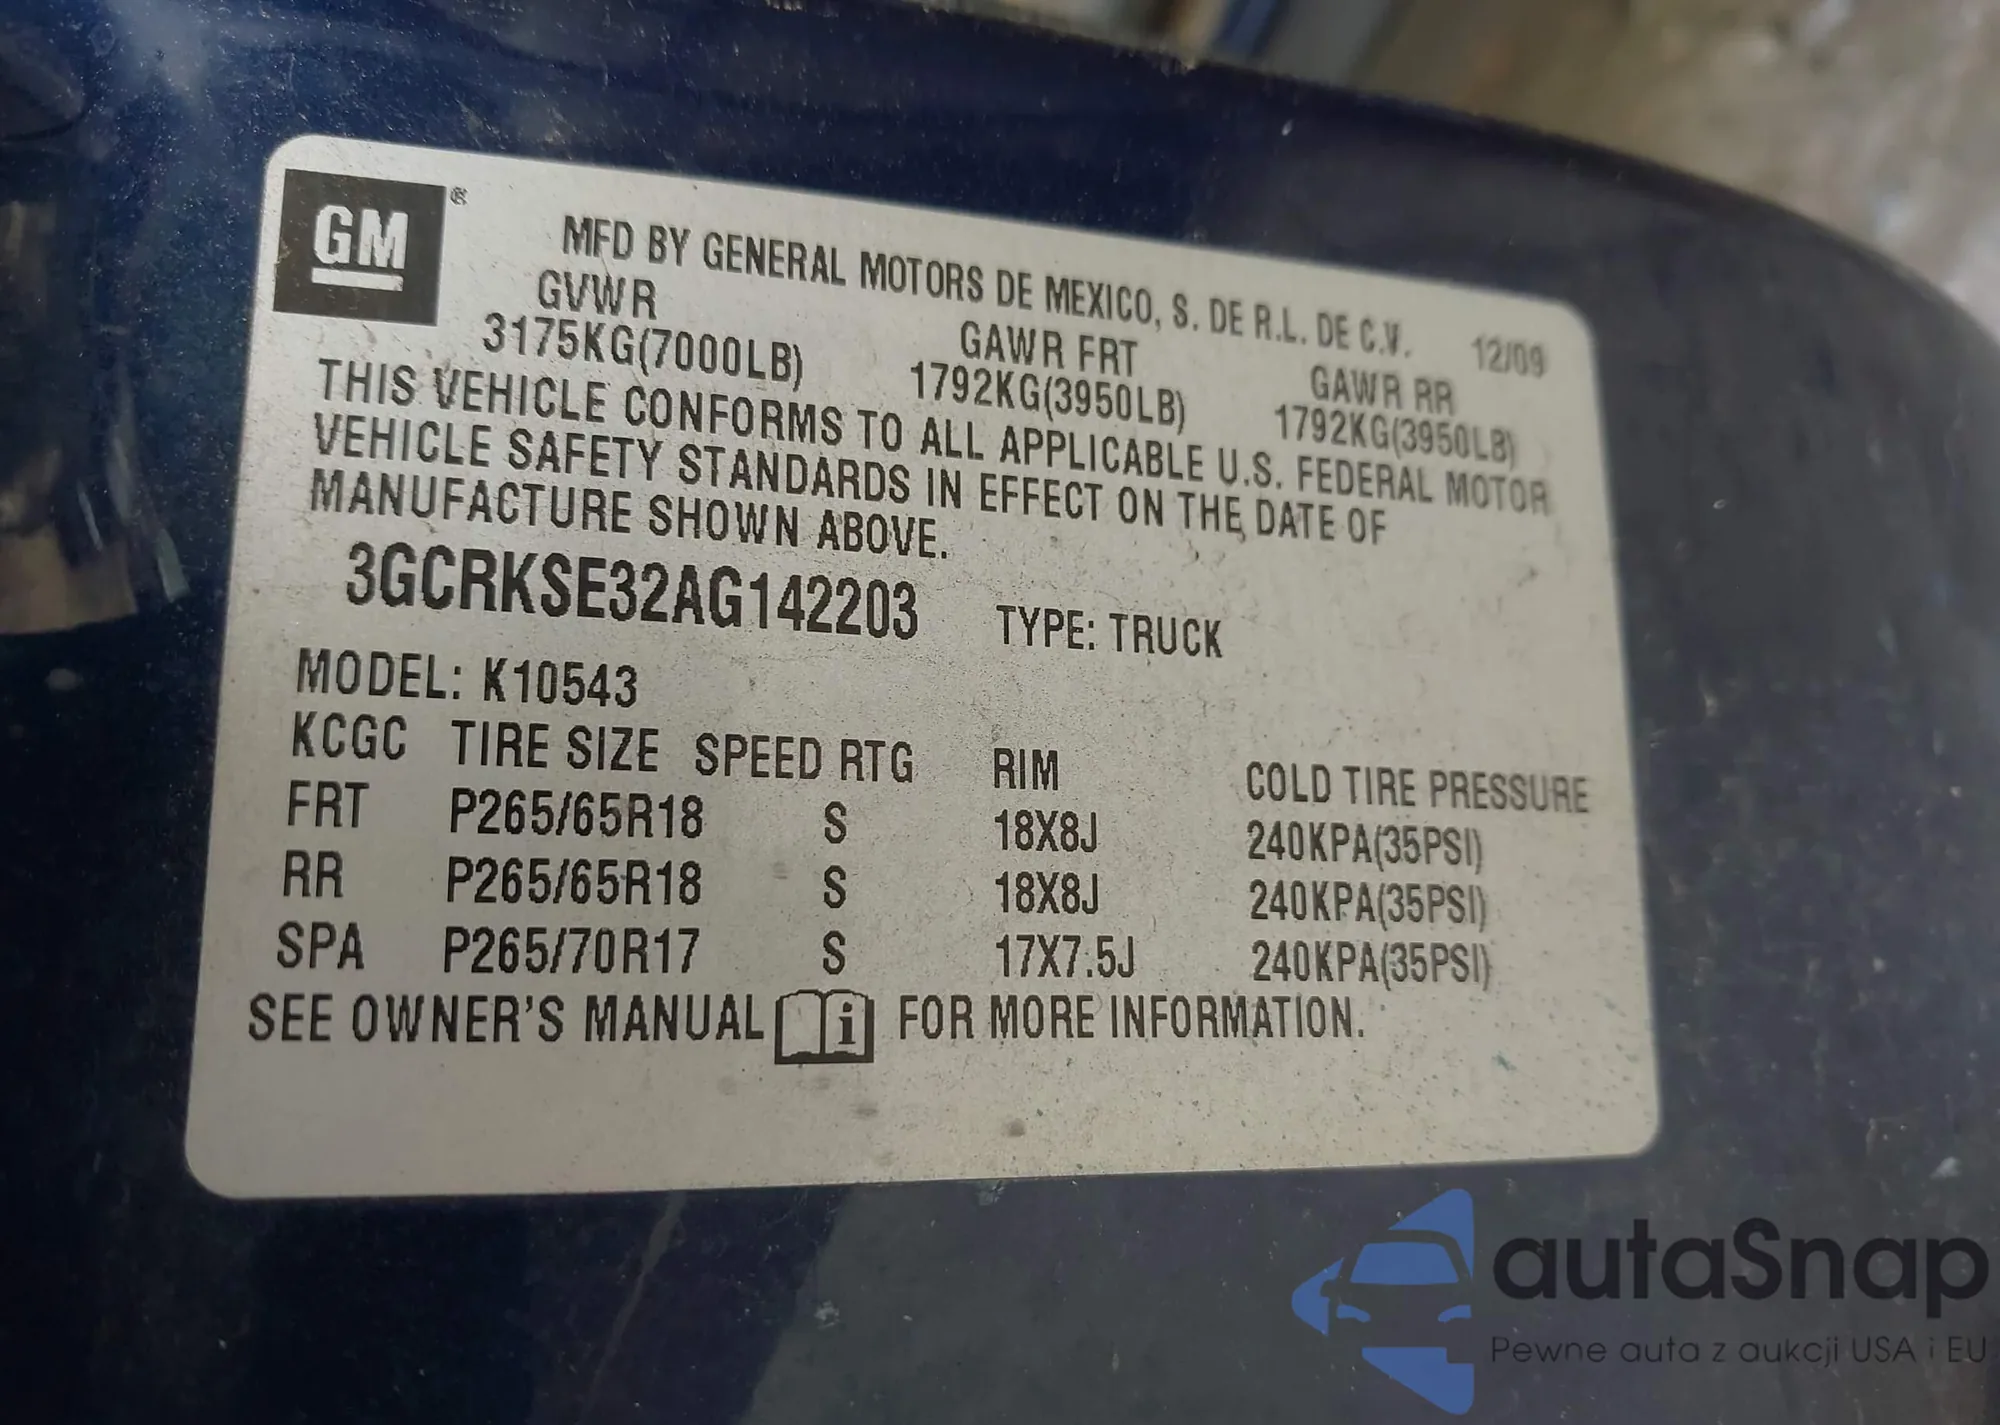 GM ®
MFD BY GENERAL MOTORS DE MEXICO, S. DE R.L. DE C.V. 12/09
GVWR GAWR FRT GAWR RR
3175KG(7000LB) 1792KG(3950LB) 1792KG(3950LB)
THIS VEHICLE CONFORMS TO ALL APPLICABLE U.S. FEDERAL MOTOR
VEHICLE SAFETY STANDARDS IN EFFECT ON THE DATE OF
MANUFACTURE SHOWN ABOVE.
3GCRKSE32AG142203 TYPE: TRUCK
MODEL: K10543
KCGC TIRE SIZE SPEED RTG RIM COLD TIRE PRESSURE
FRT P265/65R18 S 18X8J 240KPA(35PSI)
RR P265/65R18 S 18X8J 240KPA(35PSI)
SPA P265/70R17 S 17X7.5J 240KPA(35PSI)
SEE OWNER'S MANUAL i FOR MORE INFORMATION.
autaSnap
Pewne auta z aukcji USA i EU